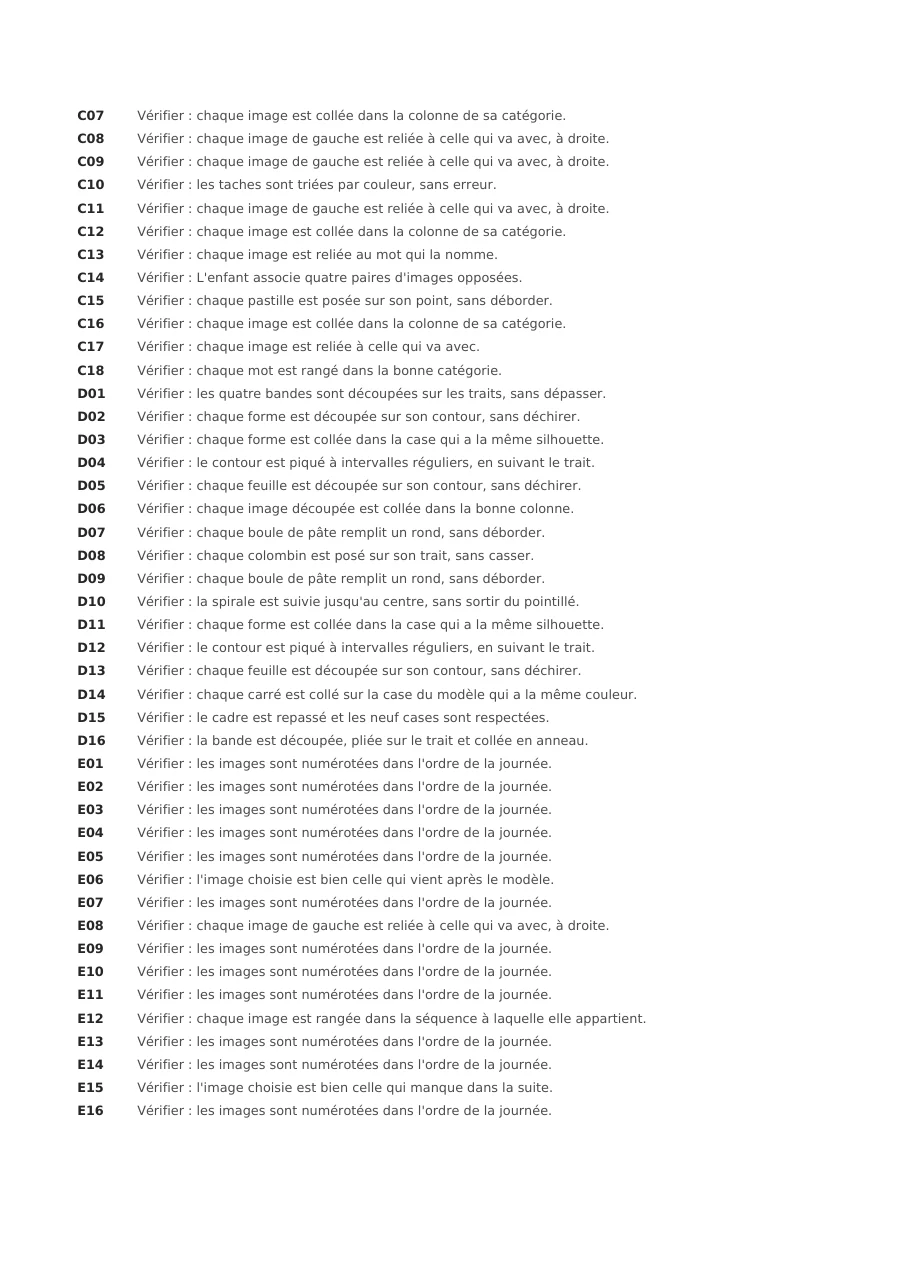 C07 Vérifier : chaque image est collée dans la colonne de sa catégorie.
C08 Vérifier : chaque image de gauche est reliée à celle qui va avec, à droite.
C09 Vérifier : chaque image de gauche est reliée à celle qui va avec, à droite.
C10 Vérifier : les taches sont triées par couleur, sans erreur.
C11 Vérifier : chaque image de gauche est reliée à celle qui va avec, à droite.
C12 Vérifier : chaque image est collée dans la colonne de sa catégorie.
C13 Vérifier : chaque image est reliée au mot qui la nomme.
C14 Vérifier : L'enfant associe quatre paires d'images opposées.
C15 Vérifier : chaque pastille est posée sur son point, sans déborder.
C16 Vérifier : chaque image est collée dans la colonne de sa catégorie.
C17 Vérifier : chaque image est reliée à celle qui va avec.
C18 Vérifier : chaque mot est rangé dans la bonne catégorie.
D01 Vérifier : les quatre bandes sont découpées sur les traits, sans dépasser.
D02 Vérifier : chaque forme est découpée sur son contour, sans déchirer.
D03 Vérifier : chaque forme est collée dans la case qui a la même silhouette.
D04 Vérifier : le contour est piqué à intervalles réguliers, en suivant le trait.
D05 Vérifier : chaque feuille est découpée sur son contour, sans déchirer.
D06 Vérifier : chaque image découpée est collée dans la bonne colonne.
D07 Vérifier : chaque boule de pâte remplit un rond, sans déborder.
D08 Vérifier : chaque colombin est posé sur son trait, sans casser.
D09 Vérifier : chaque boule de pâte remplit un rond, sans déborder.
D10 Vérifier : la spirale est suivie jusqu'au centre, sans sortir du pointillé.
D11 Vérifier : chaque forme est collée dans la case qui a la même silhouette.
D12 Vérifier : le contour est piqué à intervalles réguliers, en suivant le trait.
D13 Vérifier : chaque feuille est découpée sur son contour, sans déchirer.
D14 Vérifier : chaque carré est collé sur la case du modèle qui a la même couleur.
D15 Vérifier : le cadre est repassé et les neuf cases sont respectées.
D16 Vérifier : la bande est découpée, pliée sur le trait et collée en anneau.
E01 Vérifier : les images sont numérotées dans l'ordre de la journée.
E02 Vérifier : les images sont numérotées dans l'ordre de la journée.
E03 Vérifier : les images sont numérotées dans l'ordre de la journée.
E04 Vérifier : les images sont numérotées dans l'ordre de la journée.
E05 Vérifier : les images sont numérotées dans l'ordre de la journée.
E06 Vérifier : l'image choisie est bien celle qui vient après le modèle.
E07 Vérifier : les images sont numérotées dans l'ordre de la journée.
E08 Vérifier : chaque image de gauche est reliée à celle qui va avec, à droite.
E09 Vérifier : les images sont numérotées dans l'ordre de la journée.
E10 Vérifier : les images sont numérotées dans l'ordre de la journée.
E11 Vérifier : les images sont numérotées dans l'ordre de la journée.
E12 Vérifier : chaque image est rangée dans la séquence à laquelle elle appartient.
E13 Vérifier : les images sont numérotées dans l'ordre de la journée.
E14 Vérifier : les images sont numérotées dans l'ordre de la journée.
E15 Vérifier : l'image choisie est bien celle qui manque dans la suite.
E16 Vérifier : les images sont numérotées dans l'ordre de la journée.